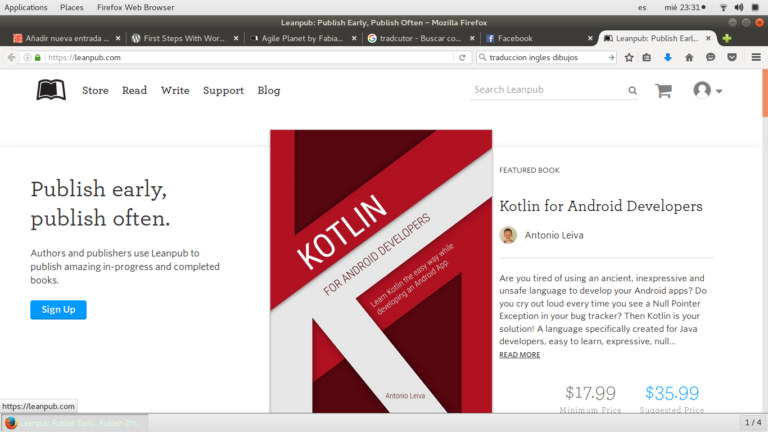 Applications Places Firefox Web Browser es mié 23:31
Leanpub: Publish Early, Publish Often - Mozilla Firefox
Añadir nueva entrada ... First Steps With Wor... Agile Planet by Fabia... tradcutor - Buscar co... Facebook Leanpub: Publish Earl...
https://leanpub.com traduccion ingles dibujos
Store Read Write Support Blog Search Leanpub
Publish early,
publish often.
Authors and publishers use Leanpub to
publish amazing in-progress and completed
books.
Sign Up
KOTLIN
FOR ANDROID DEVELOPERS
Learn Kotlin the easy way while
developing an Android App.
Antonio Leiva
FEATURED BOOK
Kotlin for Android Developers
Antonio Leiva
Are you tired of using an ancient, inexpressive and
unsafe language to develop your Android apps? Do
you cry out loud every time you see a Null Pointer
Exception in your bug tracker? Then Kotlin is your
solution! A language specifically created for Java
developers, easy to learn, expressive, null...
READ MORE
$17.99 $35.99
Minimum Price Suggested Price
https://leanpub.com
Leanpub: Publish Early, Publish Oft... 1 / 4